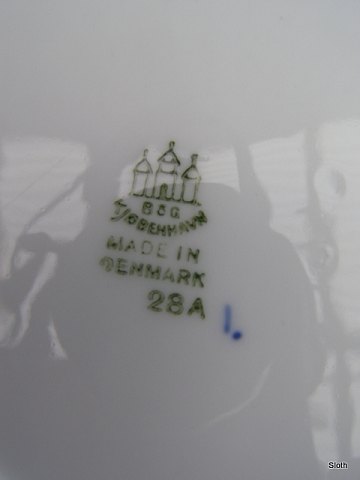 B&G
KJØBENHAVN
MADE IN
DENMARK
28A
1.
Sloth